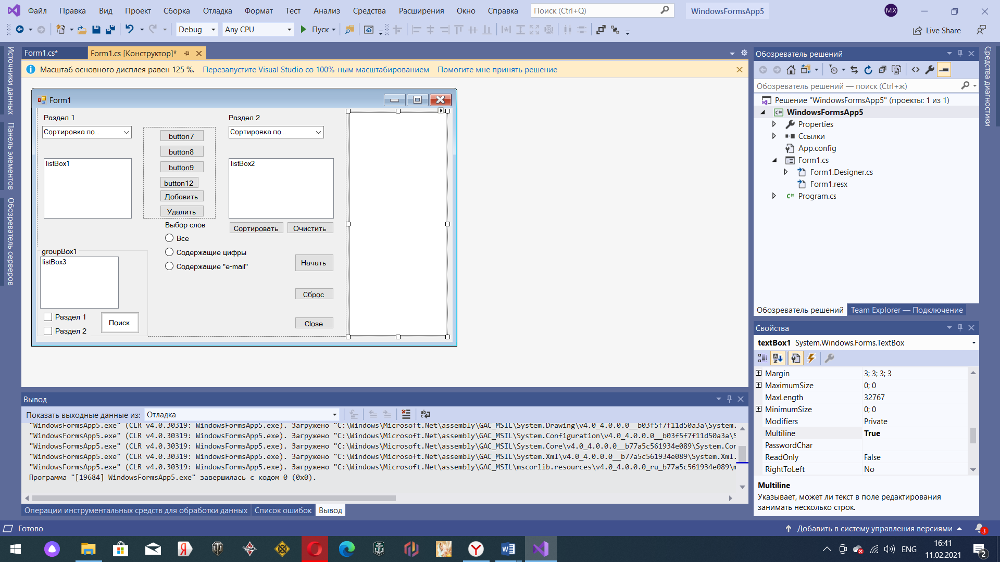 Файл Правка Вид Проект Сборка Отладка Формат Тест Анализ Средства Расширения Окно Справка Поиск (Ctrl+Q) WindowsFormsApp5 MX
Debug Any CPU Пуск Live Share
Источники данных
Панель элементов
Обозреватель серверов
Form1.cs* Form1.cs [Конструктор]*
Масштаб основного дисплея равен 125 %. Перезапустите Visual Studio со 100%-ным масштабированием Помогите мне принять решение
Form1
Раздел 1
Сортировка по...
listBox1
button7
button8
button9
button12
Добавить
Удалить
Раздел 2
Сортировка по...
listBox2
Сортировать Очистить
Выбор слов
Все
Содержащие цифры
Содержащие "e-mail"
groupBox1
listBox3
Раздел 1
Раздел 2
Поиск
Начать
Сброс
Close
Вывод
Показать выходные данные из: Отладка
"WindowsFormsApp5.exe" (CLR v4.0.30319: WindowsFormsApp5.exe). Загружено "C:\Windows\Microsoft.Net\assembly\GAC_MSIL\System.Drawing\v4.0_4.0.0.0__b03f5f7f11d50a3a\System.
"WindowsFormsApp5.exe" (CLR v4.0.30319: WindowsFormsApp5.exe). Загружено "C:\Windows\Microsoft.Net\assembly\GAC_MSIL\System.Configuration\v4.0_4.0.0.0__b03f5f7f11d50a3a\S
"WindowsFormsApp5.exe" (CLR v4.0.30319: WindowsFormsApp5.exe). Загружено "C:\Windows\Microsoft.Net\assembly\GAC_MSIL\System.Core\v4.0_4.0.0.0__b77a5c561934e089\System.Cor
"WindowsFormsApp5.exe" (CLR v4.0.30319: WindowsFormsApp5.exe). Загружено "C:\Windows\Microsoft.Net\assembly\GAC_MSIL\System.Xml\v4.0_4.0.0.0__b77a5c561934e089\System.Xml.
"WindowsFormsApp5.exe" (CLR v4.0.30319: WindowsFormsApp5.exe). Загружено "C:\Windows\Microsoft.Net\assembly\GAC_MSIL\mscorlib.resources\v4.0_4.0.0.0_ru_b77a5c561934e089\m
Программа "[19684] WindowsFormsApp5.exe" завершилась с кодом 0 (0x0).
Операции инструментальных средств для обработки данных Список ошибок Вывод
Обозреватель решений
Обозреватель решений — поиск (Ctrl+ж)
Решение "WindowsFormsApp5" (проекты: 1 из 1)
WindowsFormsApp5
Properties
Ссылки
App.config
Form1.cs
Form1.Designer.cs
Form1.resx
Program.cs
Обозреватель решений Team Explorer — Подключение
Средства диагностики
Свойства
textBox1 System.Windows.Forms.TextBox
Margin 3; 3; 3; 3
MaximumSize 0; 0
MaxLength 32767
MinimumSize 0; 0
Modifiers Private
Multiline True
PasswordChar
ReadOnly False
RightToLeft No
Multiline
Указывает, может ли текст в поле редактирования
занимать несколько строк.
Готово Добавить в систему управления версиями 3
ENG 16:41
11.02.2021 2